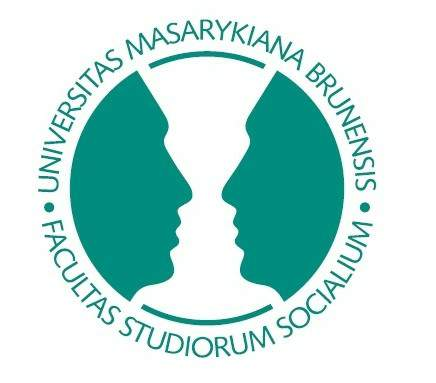 UNIVERSITAS MASARYKIANA BRUNENSIS
• FACULTAS STUDIORUM SOCIALIUM •